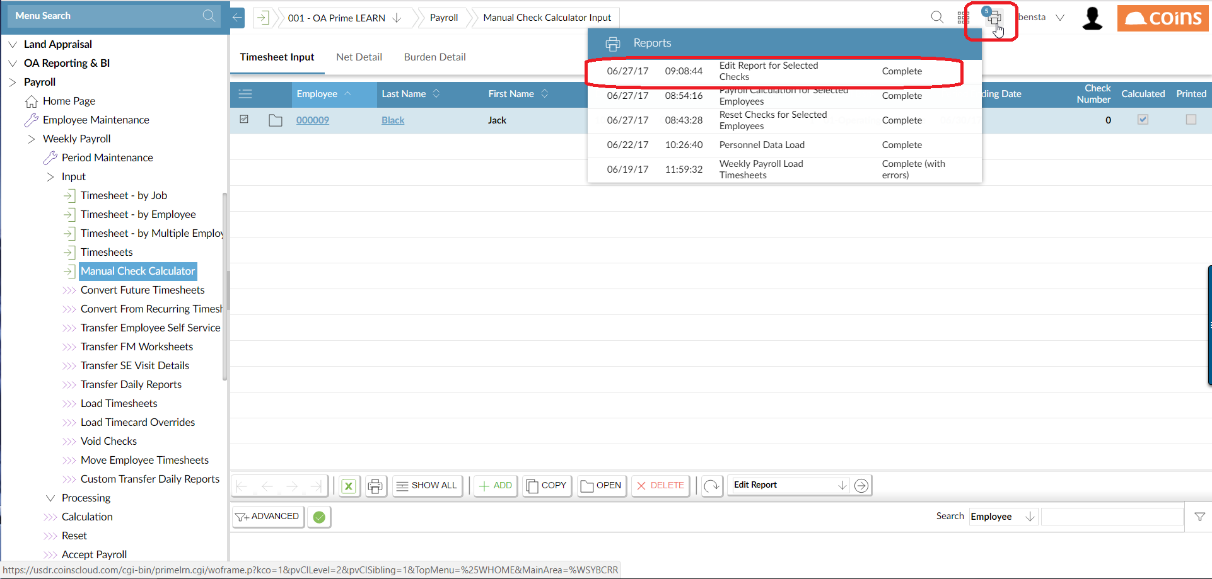 Menu Search
001 - OA Prime LEARN
Payroll
Manual Check Calculator Input
5
bensta
coins
Land Appraisal
OA Reporting & BI
Payroll
Home Page
Employee Maintenance
Weekly Payroll
Period Maintenance
Input
Timesheet - by Job
Timesheet - by Employee
Timesheet - by Multiple Employ
Timesheets
Manual Check Calculator
Convert Future Timesheets
Convert From Recurring Timesh
Transfer Employee Self Service
Transfer FM Worksheets
Transfer SE Visit Details
Transfer Daily Reports
Load Timesheets
Load Timecard Overrides
Void Checks
Move Employee Timesheets
Custom Transfer Daily Reports
Processing
Calculation
Reset
Accept Payroll
Timesheet Input
Net Detail
Burden Detail
Reports
06/27/17 09:08:44 Edit Report for Selected Checks Complete
06/27/17 08:54:16 Payroll Calculation for Selected Employees Complete
06/27/17 08:43:28 Reset Checks for Selected Employees Complete
06/22/17 10:26:40 Personnel Data Load Complete
06/19/17 11:59:32 Weekly Payroll Load Timesheets Complete (with errors)
Employee Last Name First Name ding Date Check Number Calculated Printed
000009 Black Jack 0
SHOW ALL ADD COPY OPEN DELETE Edit Report
ADVANCED Search Employee
https://usdr.coinscloud.com/cgi-bin/primelrn.cgi/woframe.p?kco=1&pvCILevel=2&pvCISibling=1&TopMenu=%25WHOME&MainArea=%WSYBCRR